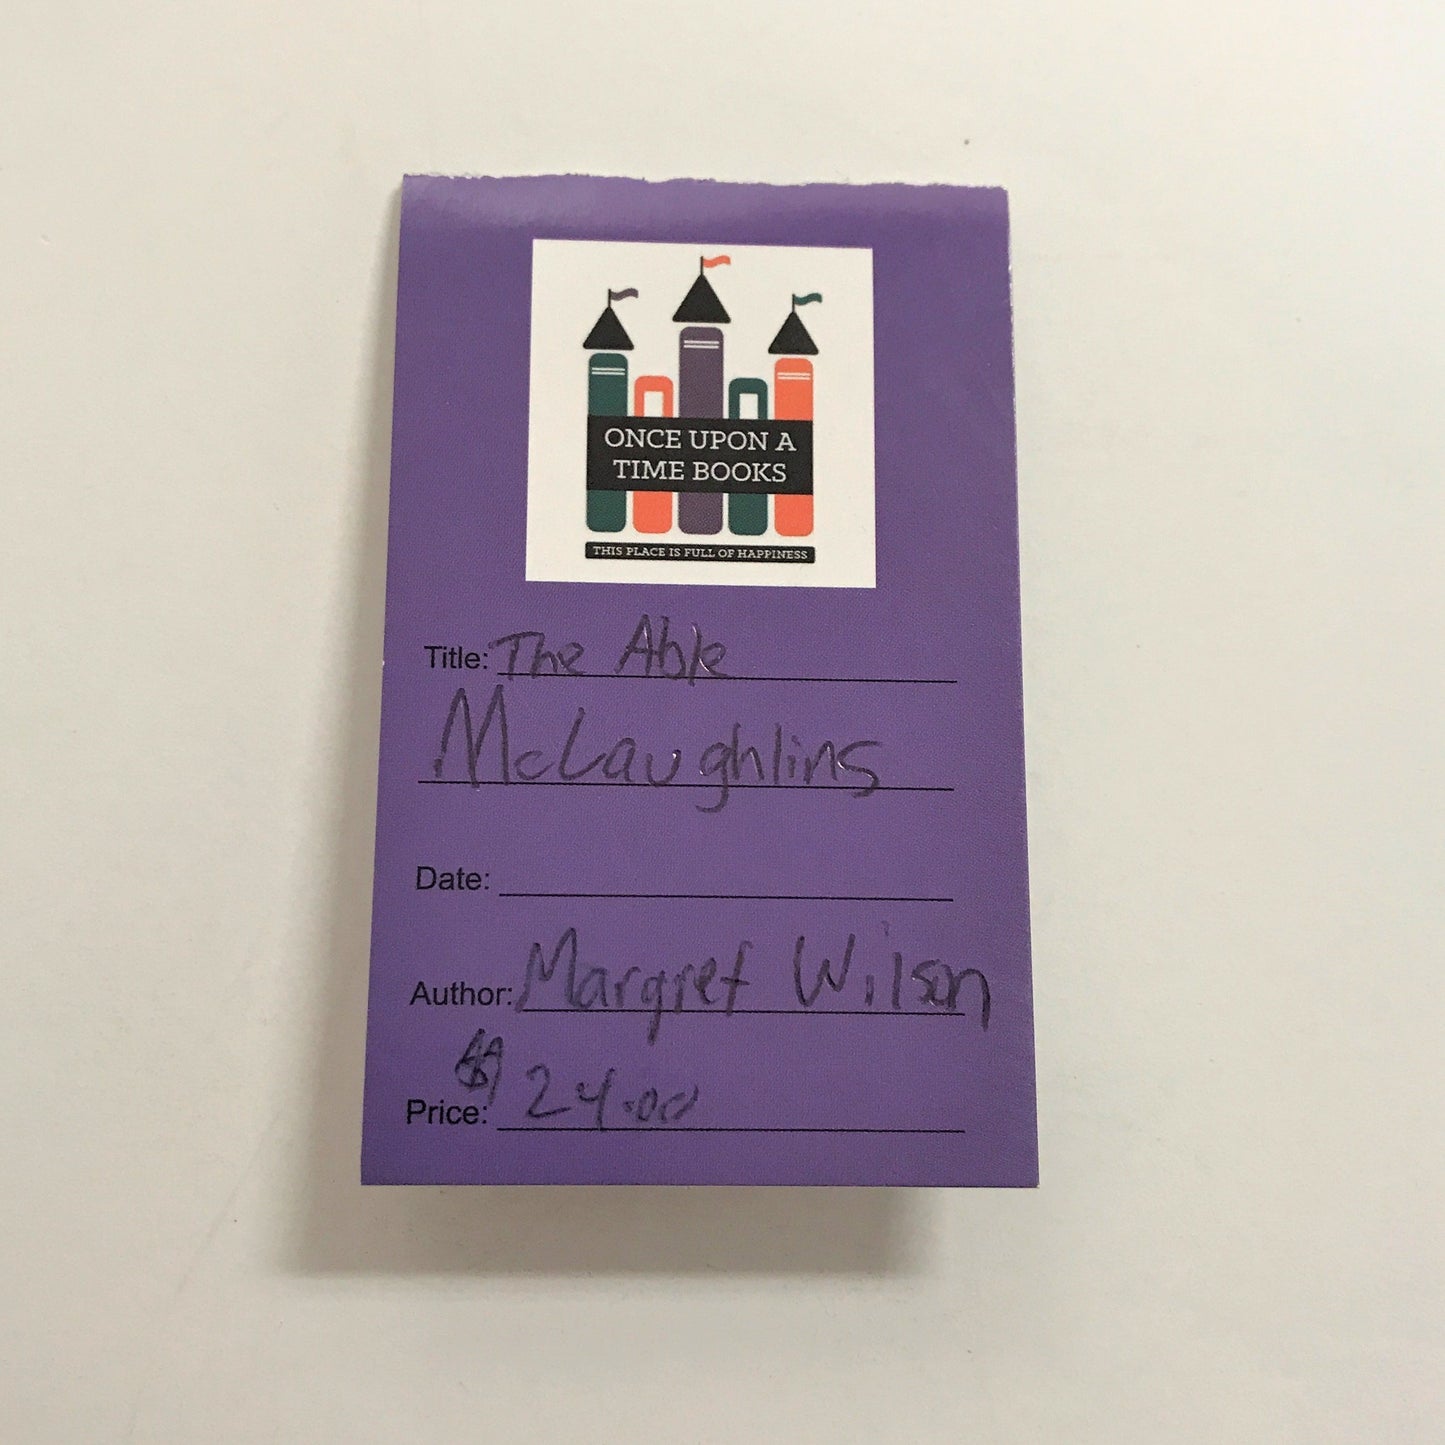 ONCE UPON A
TIME BOOKS
THIS PLACE IS FULL OF HAPPINESS
Title: The Able
McLaughlins
Date:
Author: Margret Wilson
Price: $24.00